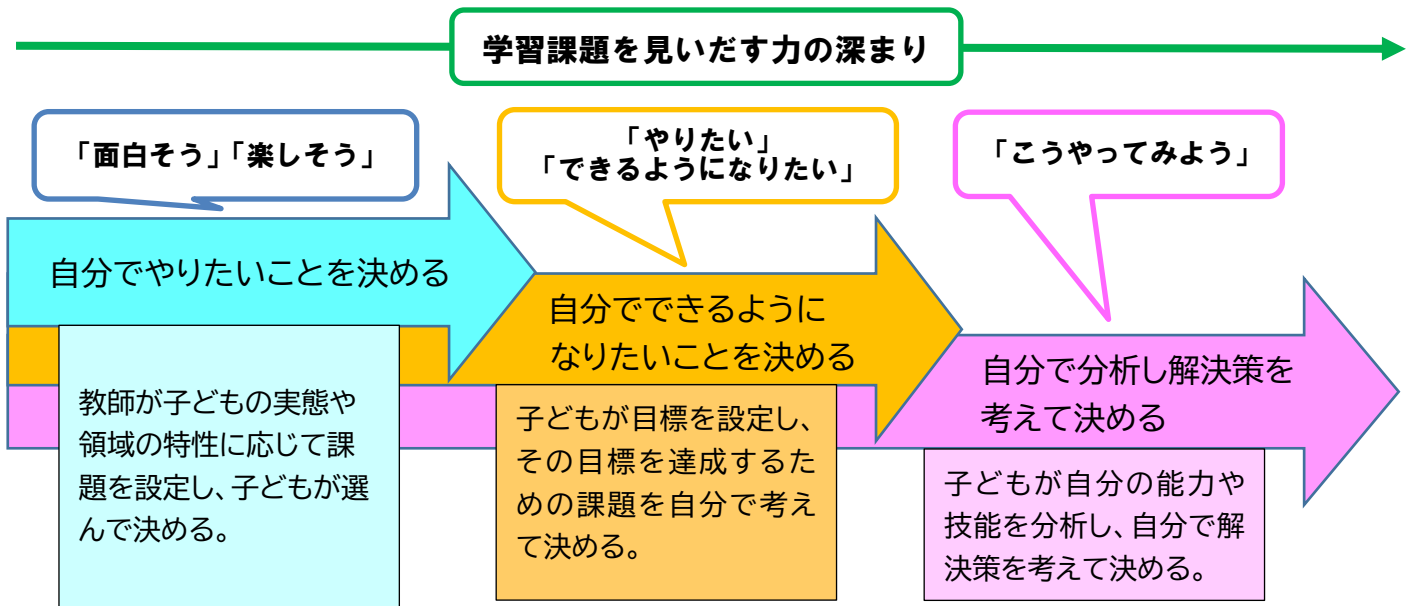 学習課題を見いだす力の深まり
「面白そう」「楽しそう」
自分でやりたいことを決める
教師が子どもの実態や
領域の特性に応じて課
題を設定し、子どもが選
んで決める。
「やりたい」
「できるようになりたい」
自分でできるように
なりたいことを決める
子どもが目標を設定し、
その目標を達成するた
めの課題を自分で考え
て決める。
「こうやってみよう」
自分で分析し解決策を
考えて決める
子どもが自分の能力や
技能を分析し、自分で解
決策を考えて決める。